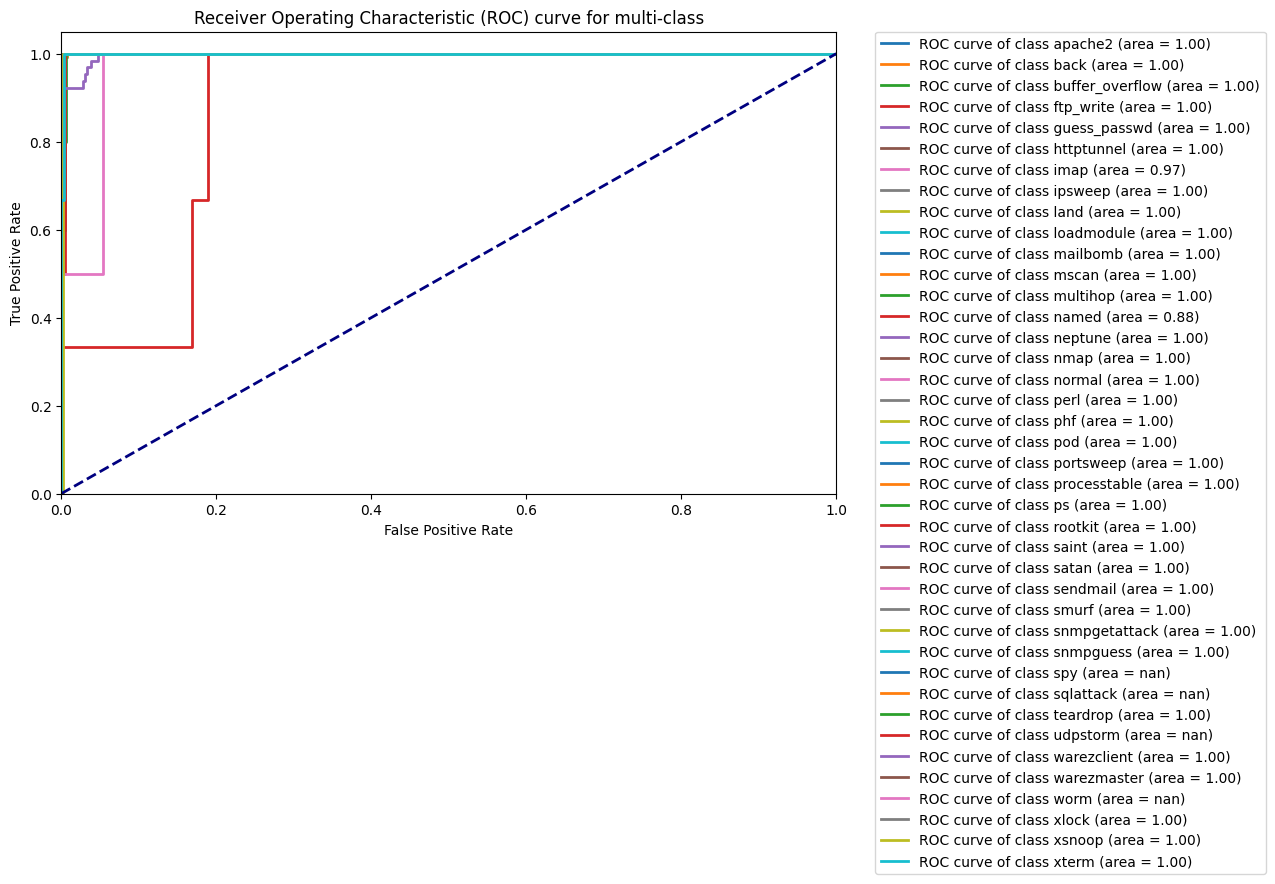 Receiver Operating Characteristic (ROC) curve for multi-class
1.0
0.8
0.6
0.4
0.2
0.0
True Positive Rate
0.0 0.2 0.4 0.6 0.8 1.0
False Positive Rate
ROC curve of class apache2 (area = 1.00)
ROC curve of class back (area = 1.00)
ROC curve of class buffer_overflow (area = 1.00)
ROC curve of class ftp_write (area = 1.00)
ROC curve of class guess_passwd (area = 1.00)
ROC curve of class httptunnel (area = 1.00)
ROC curve of class imap (area = 0.97)
ROC curve of class ipsweep (area = 1.00)
ROC curve of class land (area = 1.00)
ROC curve of class loadmodule (area = 1.00)
ROC curve of class mailbomb (area = 1.00)
ROC curve of class mscan (area = 1.00)
ROC curve of class multihop (area = 1.00)
ROC curve of class named (area = 0.88)
ROC curve of class neptune (area = 1.00)
ROC curve of class nmap (area = 1.00)
ROC curve of class normal (area = 1.00)
ROC curve of class perl (area = 1.00)
ROC curve of class phf (area = 1.00)
ROC curve of class pod (area = 1.00)
ROC curve of class portsweep (area = 1.00)
ROC curve of class processtable (area = 1.00)
ROC curve of class ps (area = 1.00)
ROC curve of class rootkit (area = 1.00)
ROC curve of class saint (area = 1.00)
ROC curve of class satan (area = 1.00)
ROC curve of class sendmail (area = 1.00)
ROC curve of class smurf (area = 1.00)
ROC curve of class snmpgetattack (area = 1.00)
ROC curve of class snmpguess (area = 1.00)
ROC curve of class spy (area = nan)
ROC curve of class sqlattack (area = nan)
ROC curve of class teardrop (area = 1.00)
ROC curve of class udpstorm (area = nan)
ROC curve of class warezclient (area = 1.00)
ROC curve of class warezmaster (area = 1.00)
ROC curve of class worm (area = nan)
ROC curve of class xlock (area = 1.00)
ROC curve of class xsnoop (area = 1.00)
ROC curve of class xterm (area = 1.00)